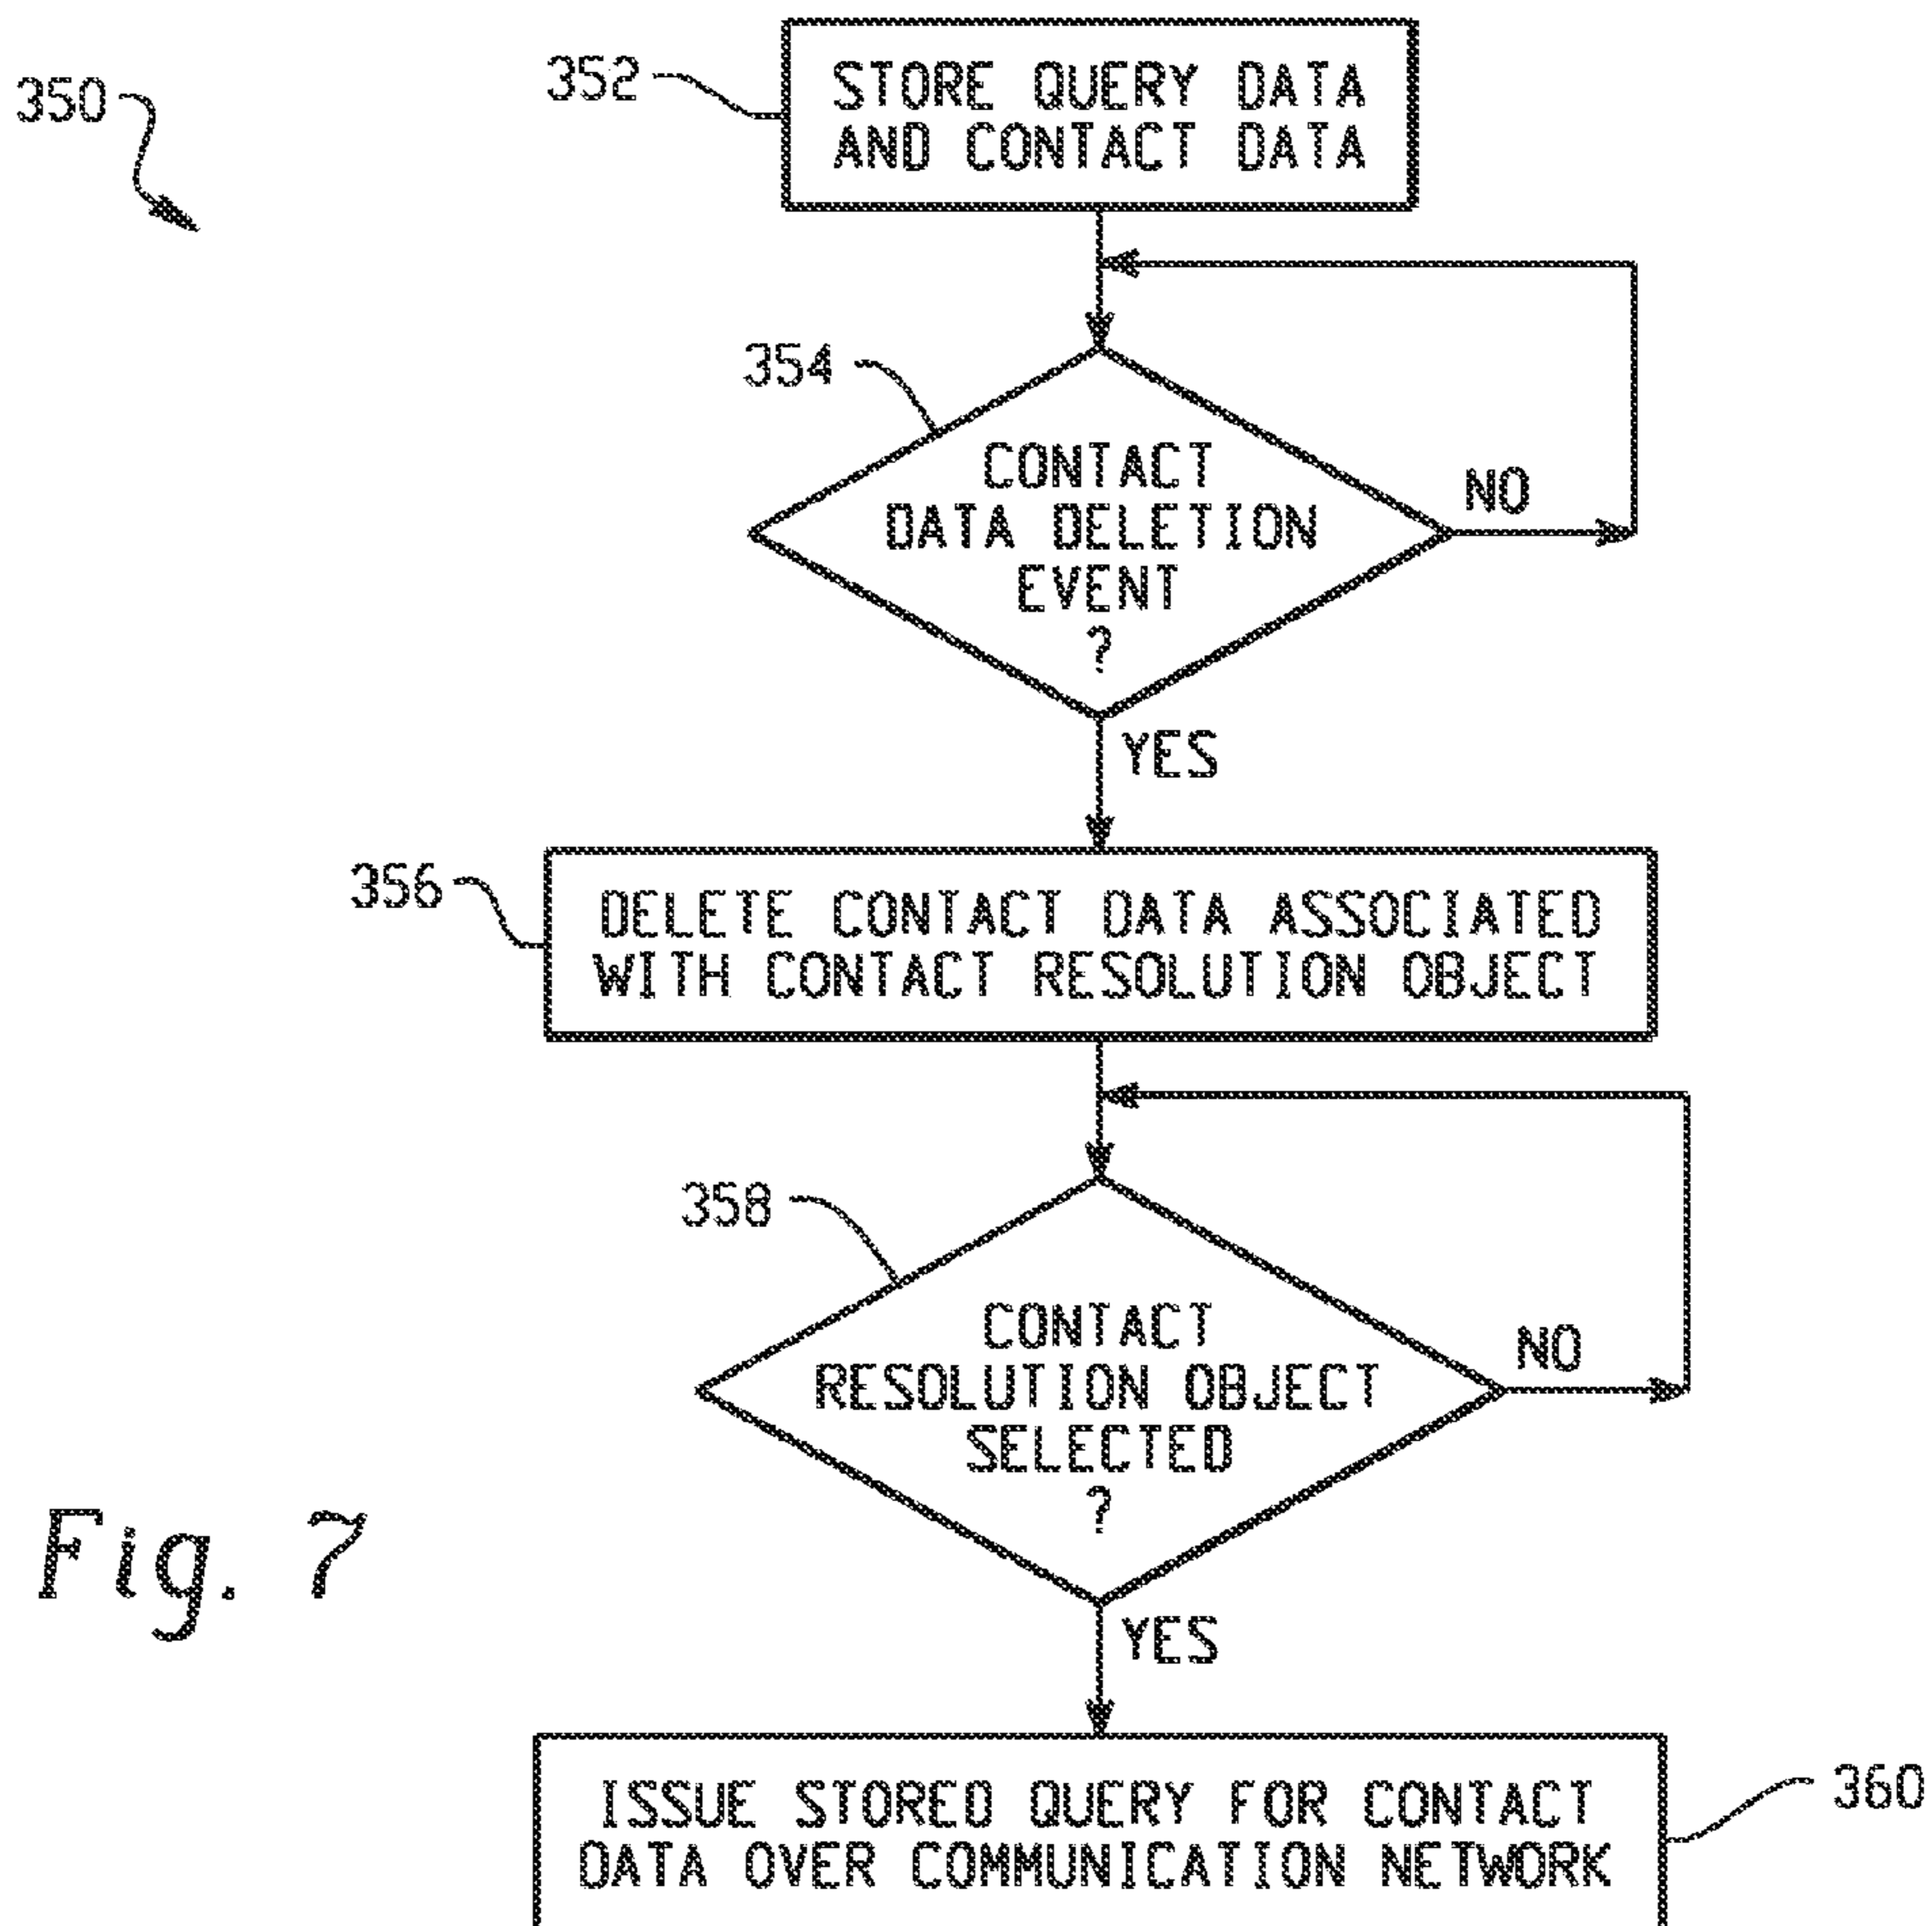 350
352
STORE QUERY DATA
AND CONTACT DATA
354
CONTACT
DATA DELETION
EVENT
?
NO
YES
356
DELETE CONTACT DATA ASSOCIATED
WITH CONTACT RESOLUTION OBJECT
358
CONTACT
RESOLUTION OBJECT
SELECTED
?
NO
YES
Fig. 7
ISSUE STORED QUERY FOR CONTACT
DATA OVER COMMUNICATION NETWORK
360